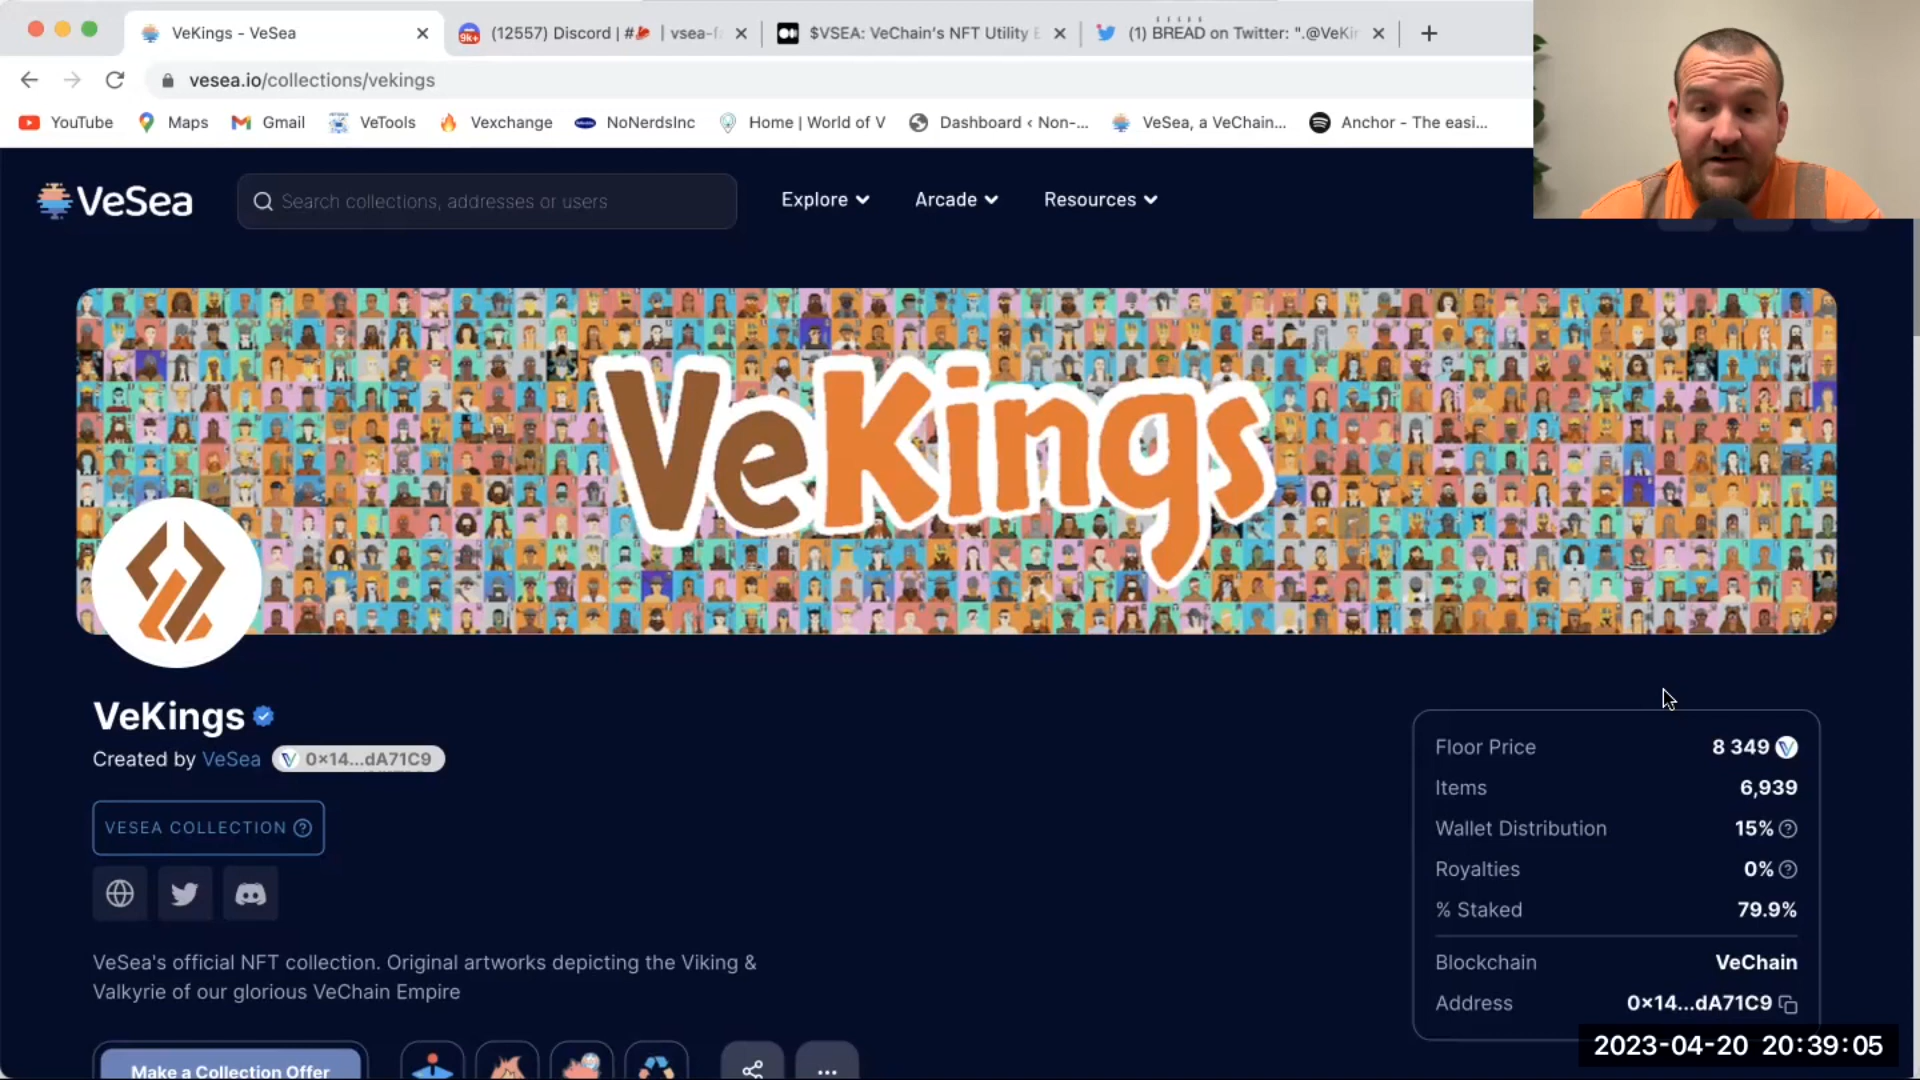 VeKings - VeSea
(12557) Discord | #
| vsea-f
$VSEA: VeChain's NFT Utility E
(1) BREAD on Twitter: ".@VeKin
vesea.io/collections/vekings
YouTube
Maps
Gmail
VeTools
Vexchange
NoNerdsInc
Home | World of V
Dashboard ‹ Non-...
VeSea, a VeChain...
Anchor - The easi...
VeSea
Search collections, addresses or users
Explore
Arcade
Resources
VeKings
VeKings
Created by VeSea
0x14...dA71C9
VESEA COLLECTION
VeSea's official NFT collection. Original artworks depicting the Viking &
Valkyrie of our glorious VeChain Empire
Make a Collection Offer
Floor Price 8 349
Items 6,939
Wallet Distribution 15%
Royalties 0%
% Staked 79.9%
Blockchain VeChain
Address 0x14...dA71C9
2023-04-20 20:39:05